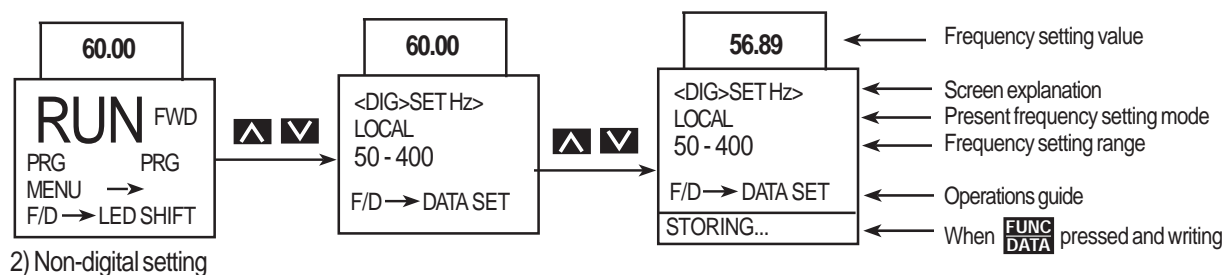 60.00
RUN FWD
PRG PRG
MENU →
F/D → LED SHIFT
60.00
<DIG>SET Hz>
LOCAL
50 - 400
F/D → DATA SET
56.89
<DIG>SET Hz>
LOCAL
50 - 400
F/D → DATA SET
STORING...
Frequency setting value
Screen explanation
Present frequency setting mode
Frequency setting range
Operations guide
When FUNC DATA pressed and writing
2) Non-digital setting